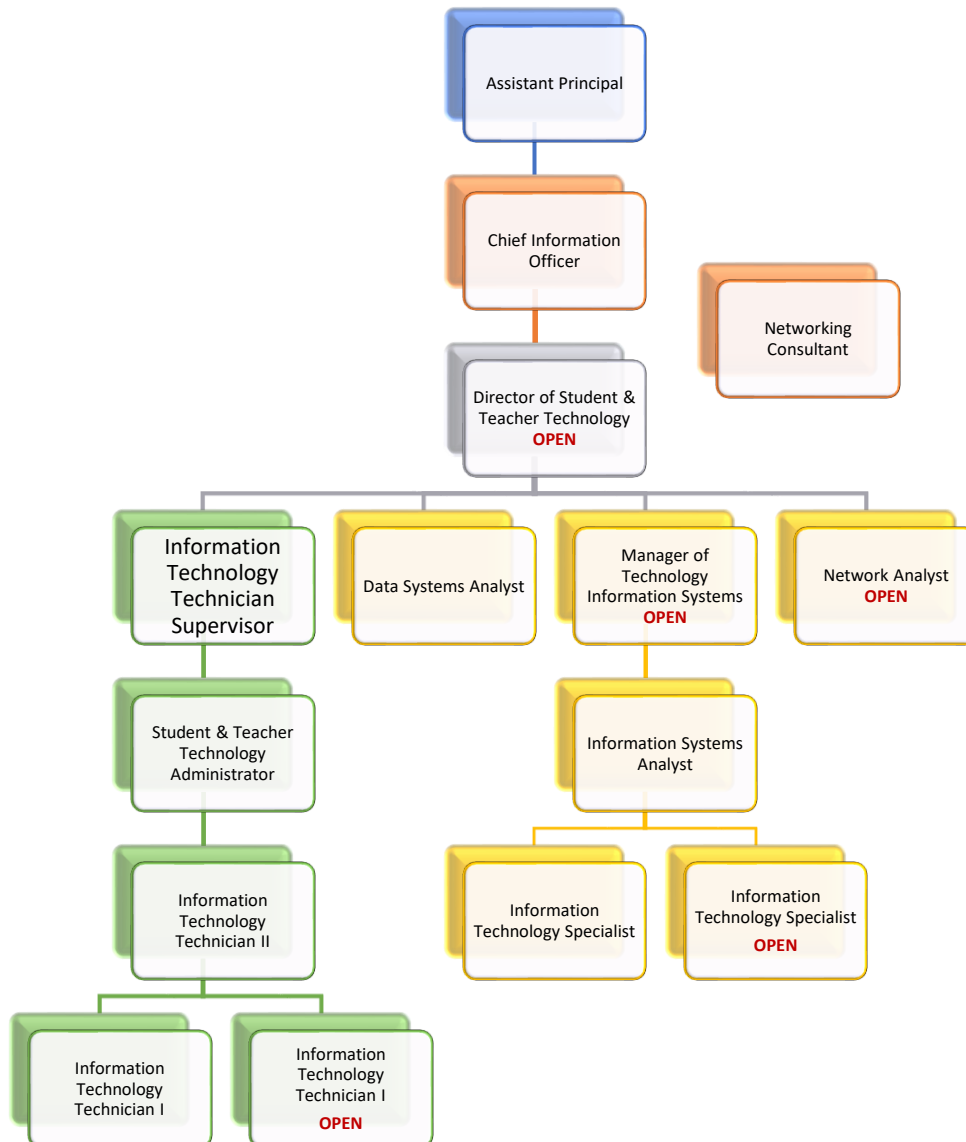 Assistant Principal
Chief Information
Officer
Networking
Consultant
Director of Student &
Teacher Technology
OPEN
Information
Technology
Technician
Supervisor
Data Systems Analyst
Manager of
Technology
Information Systems
OPEN
Network Analyst
OPEN
Student & Teacher
Technology
Administrator
Information Systems
Analyst
Information
Technology
Technician II
Information
Technology Specialist
Information
Technology Specialist
OPEN
Information
Technology
Technician I
Information
Technology
Technician I
OPEN